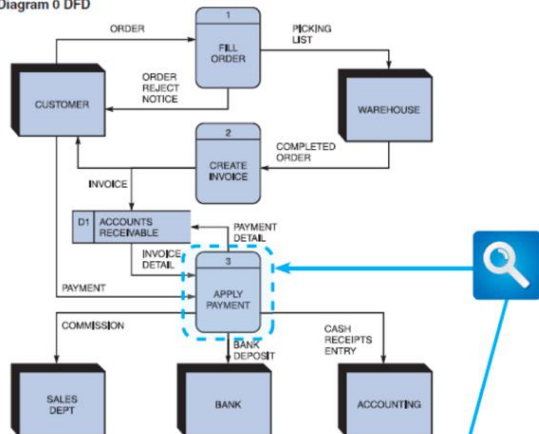 Diagram 0 DFD
ORDER
1
FILL
ORDER
PICKING
LIST
CUSTOMER
ORDER
REJECT
NOTICE
WAREHOUSE
2
CREATE
INVOICE
COMPLETED
ORDER
INVOICE
D1
ACCOUNTS
RECEIVABLE
PAYMENT
DETAIL
INVOICE
DETAIL
3
APPLY
PAYMENT
PAYMENT
COMMISSION
BANK
DEPOSIT
CASH
RECEIPTS
ENTRY
SALES
DEPT
BANK
ACCOUNTING